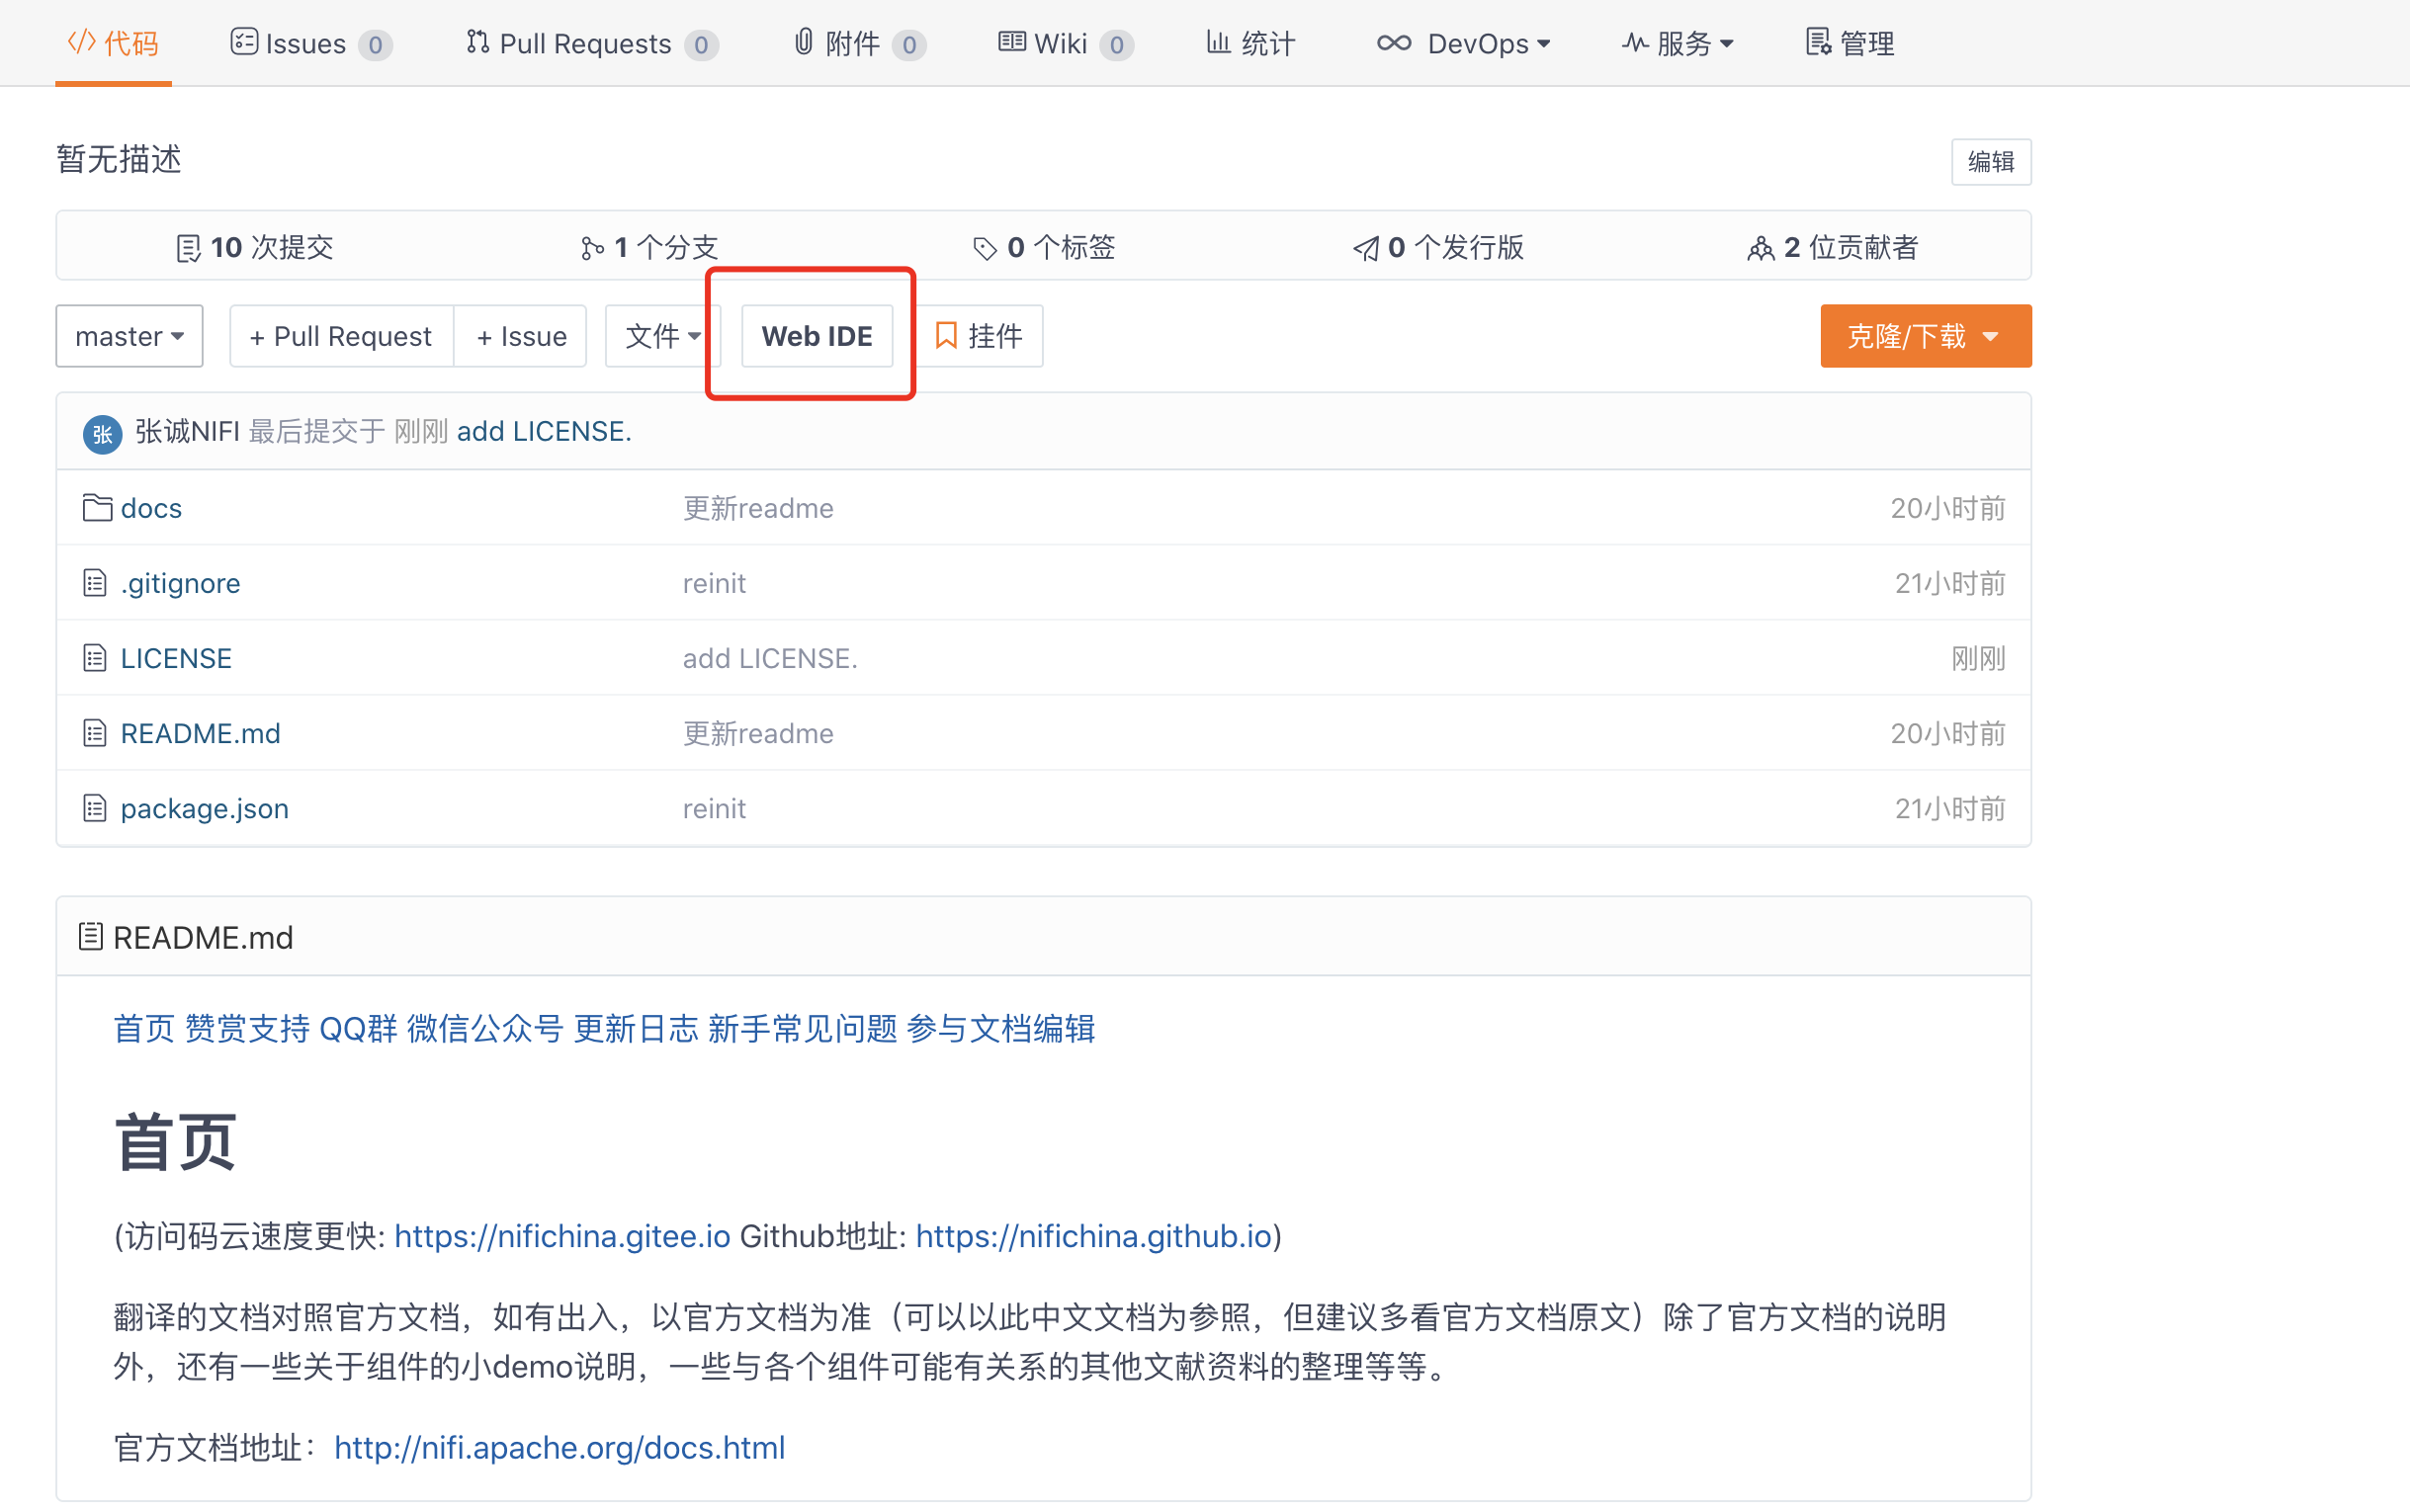 代码 Issues 0 Pull Requests 0 附件 0 Wiki 0 统计 DevOps 服务 管理
暂无描述 编辑
10 次提交 1 个分支 0 个标签 0 个发行版 2 位贡献者
master + Pull Request + Issue 文件 Web IDE 挂件 克隆/下载
张 张诚NIFI 最后提交于 刚刚 add LICENSE.
docs 更新readme 20小时前
.gitignore reinit 21小时前
LICENSE add LICENSE. 刚刚
README.md 更新readme 20小时前
package.json reinit 21小时前
README.md
首页 赞赏支持 QQ群 微信公众号 更新日志 新手常见问题 参与文档编辑
首页
(访问码云速度更快: https://nifichina.gitee.io Github地址: https://nifichina.github.io)
翻译的文档对照官方文档，如有出入，以官方文档为准（可以以此中文文档为参照，但建议多看官方文档原文）除了官方文档的说明
外，还有一些关于组件的小demo说明，一些与各个组件可能有关系的其他文献资料的整理等等。
官方文档地址：http://nifi.apache.org/docs.html